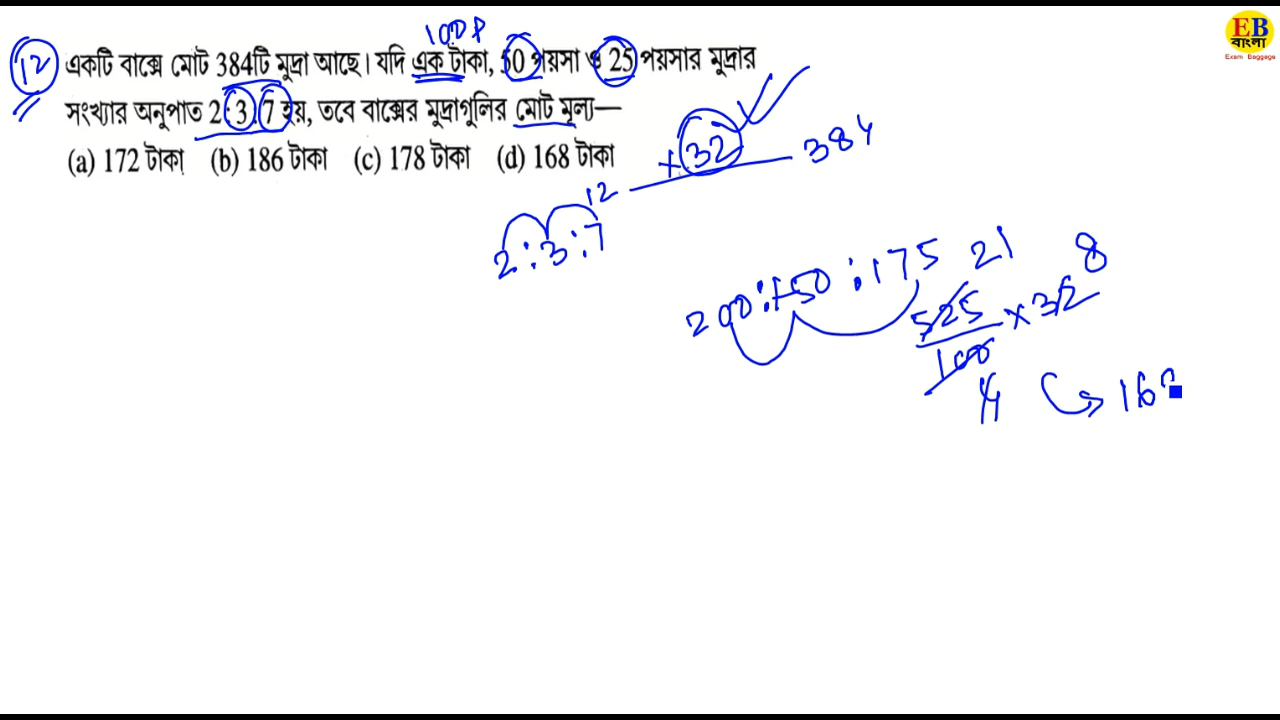 EB
বাংলা
Exam Baggage
100 P
12 একটি বাক্সে মোট 384টি মুদ্রা আছে। যদি এক টাকা, 50 পয়সা ও 25 পয়সার মুদ্রার
সংখ্যার অনুপাত 2:3:7 হয়, তবে বাক্সের মুদ্রাগুলির মোট মূল্য—
(a) 172 টাকা (b) 186 টাকা (c) 178 টাকা (d) 168 টাকা
12 ×32 384
2:3:7
200:150:175
21 8
525 × 32
100
4 168